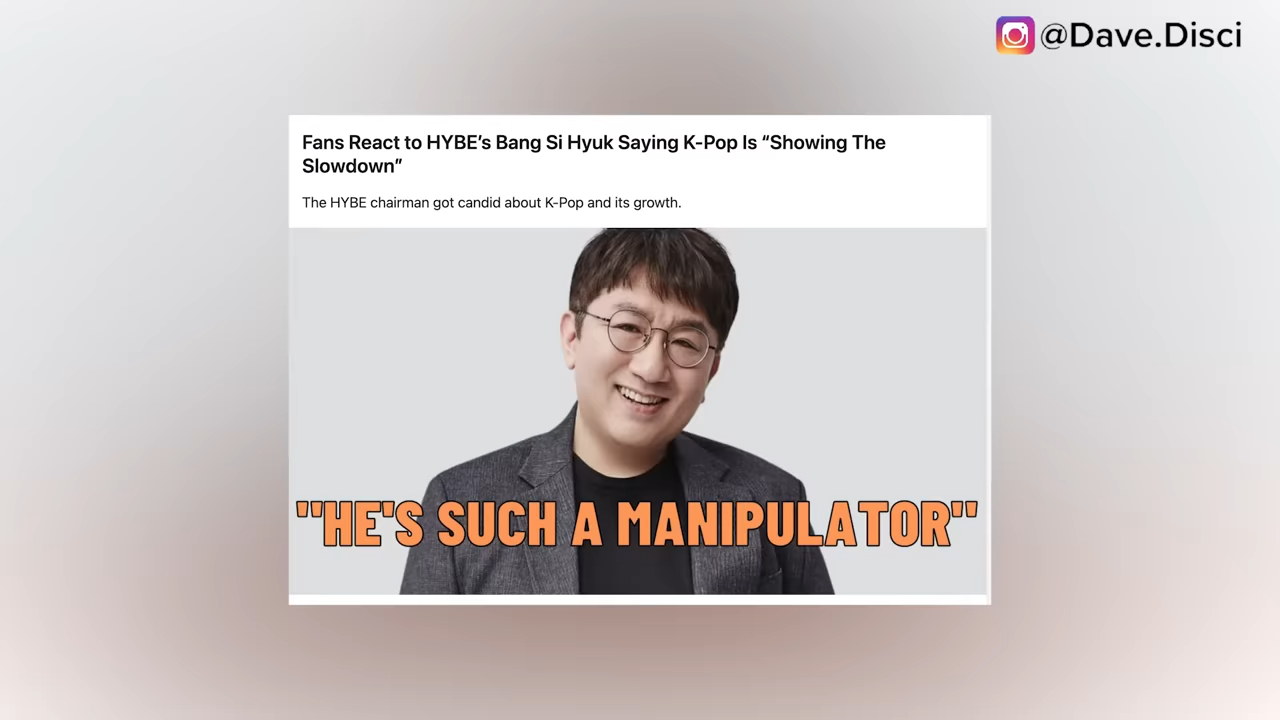 @Dave.Disci
Fans React to HYBE’s Bang Si Hyuk Saying K-Pop Is “Showing The
Slowdown”
The HYBE chairman got candid about K-Pop and its growth.
"HE'S SUCH A MANIPULATOR"